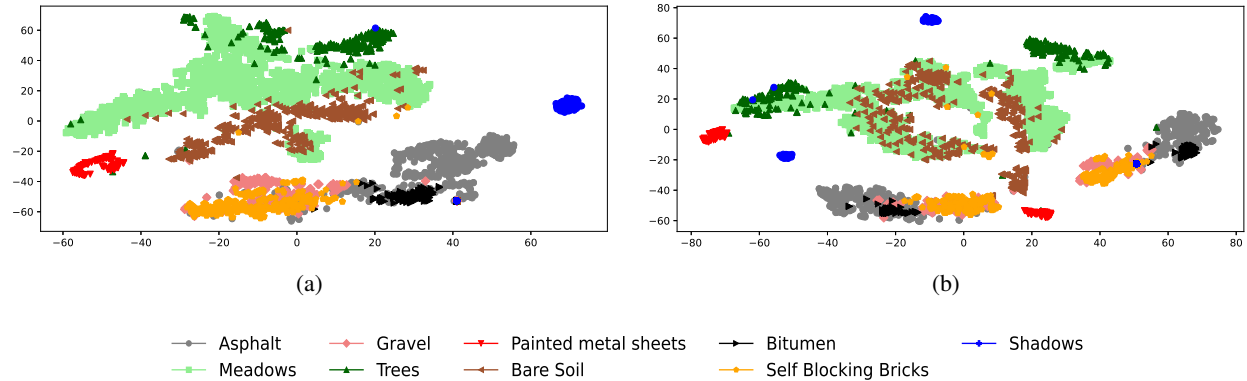 60
40
20
0
−20
−40
−60
−60 −40 −20 0 20 40 60
(a)
80
60
40
20
0
−20
−40
−60
−80 −60 −40 −20 0 20 40 60 80
(b)
Asphalt Gravel Painted metal sheets Bitumen Shadows
Meadows Trees Bare Soil Self Blocking Bricks